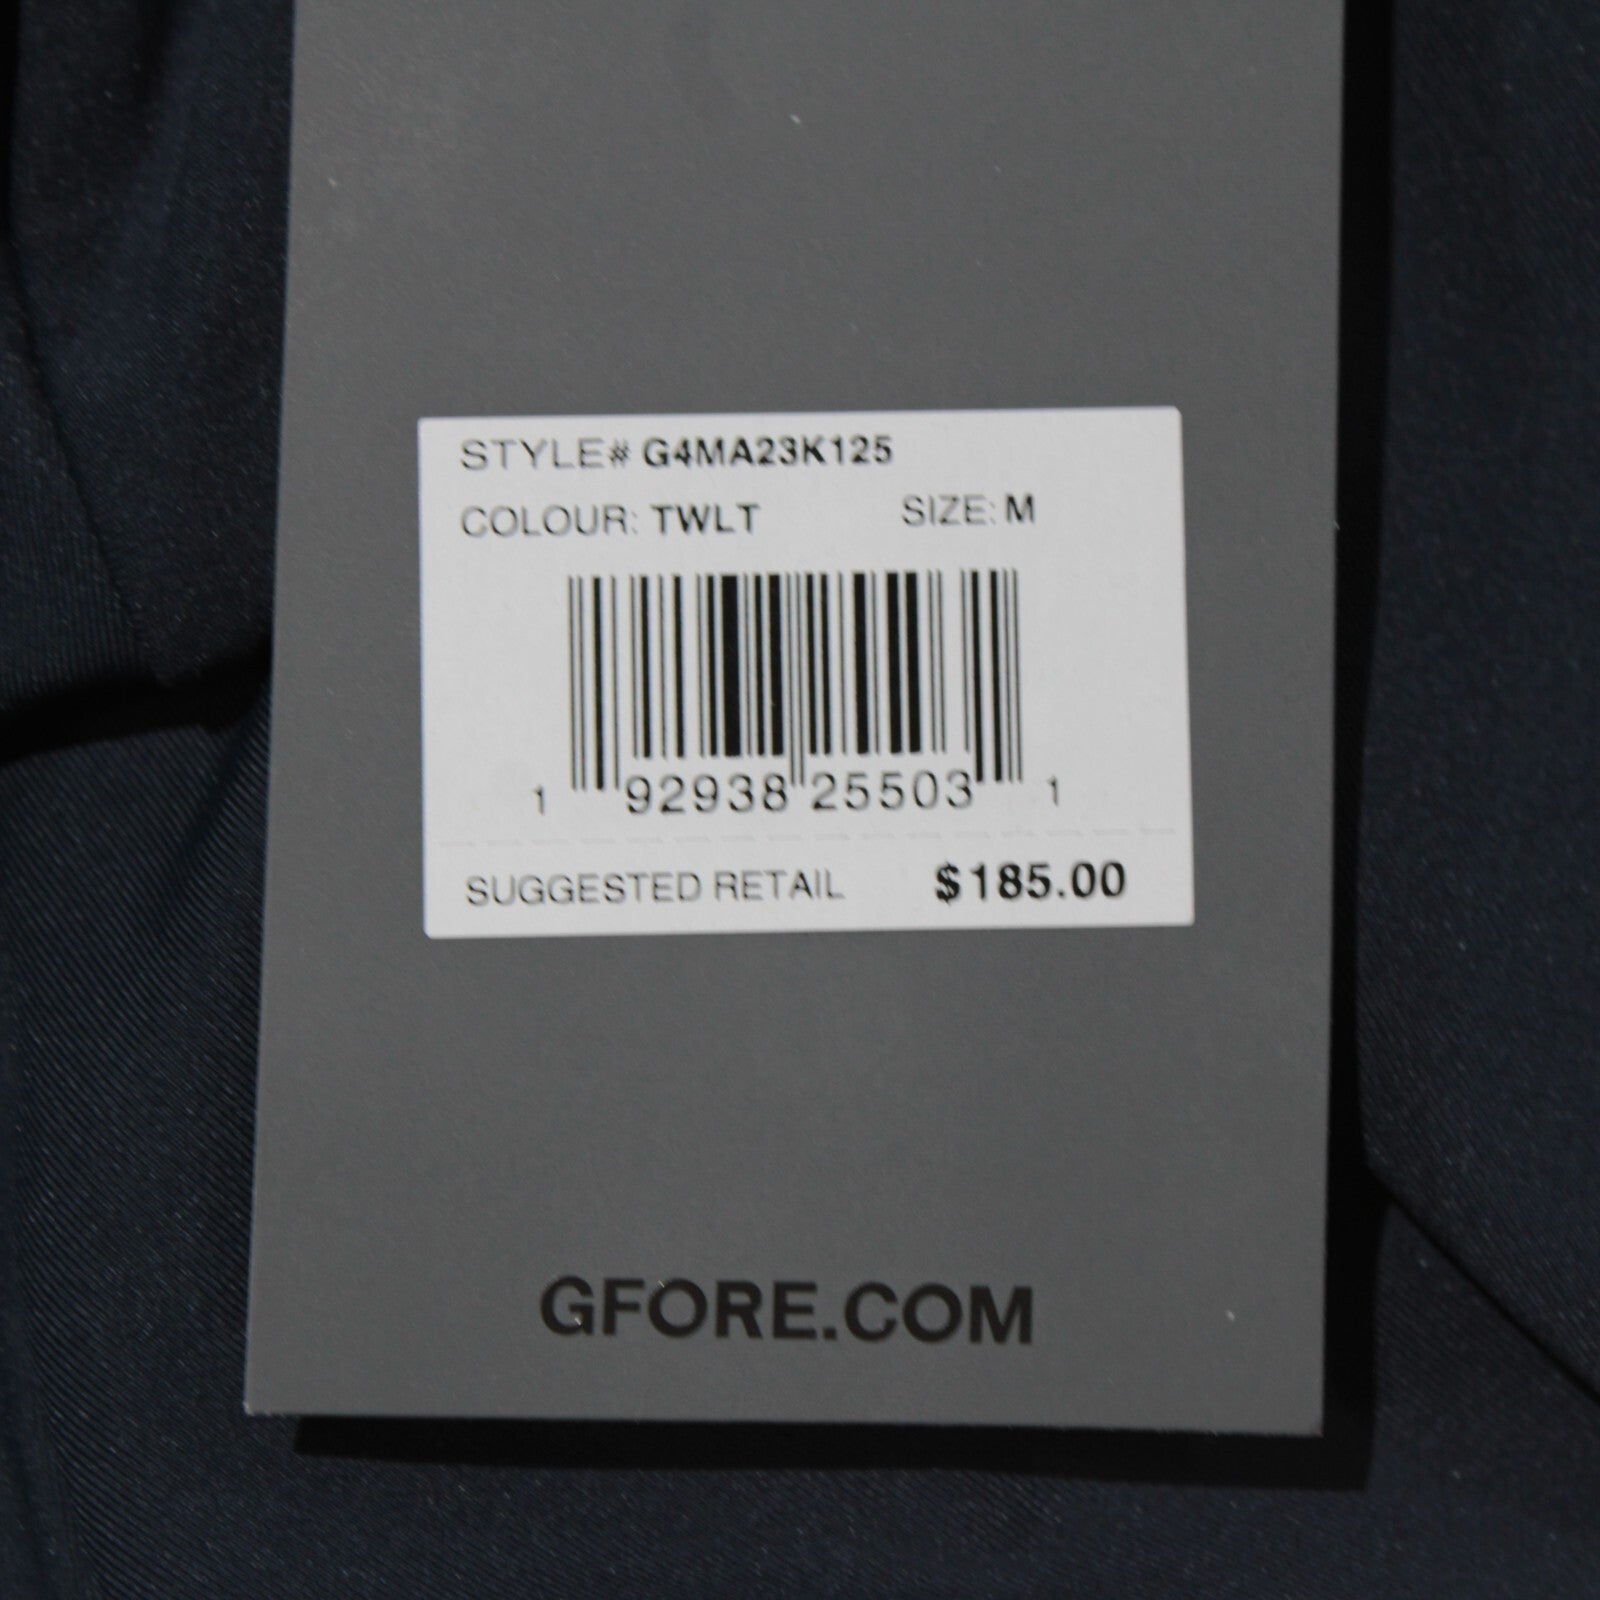 STYLE# G4MA23K125
COLOUR: TWLT SIZE: M
1 92938 25503 1
SUGGESTED RETAIL $185.00
GFORE.COM